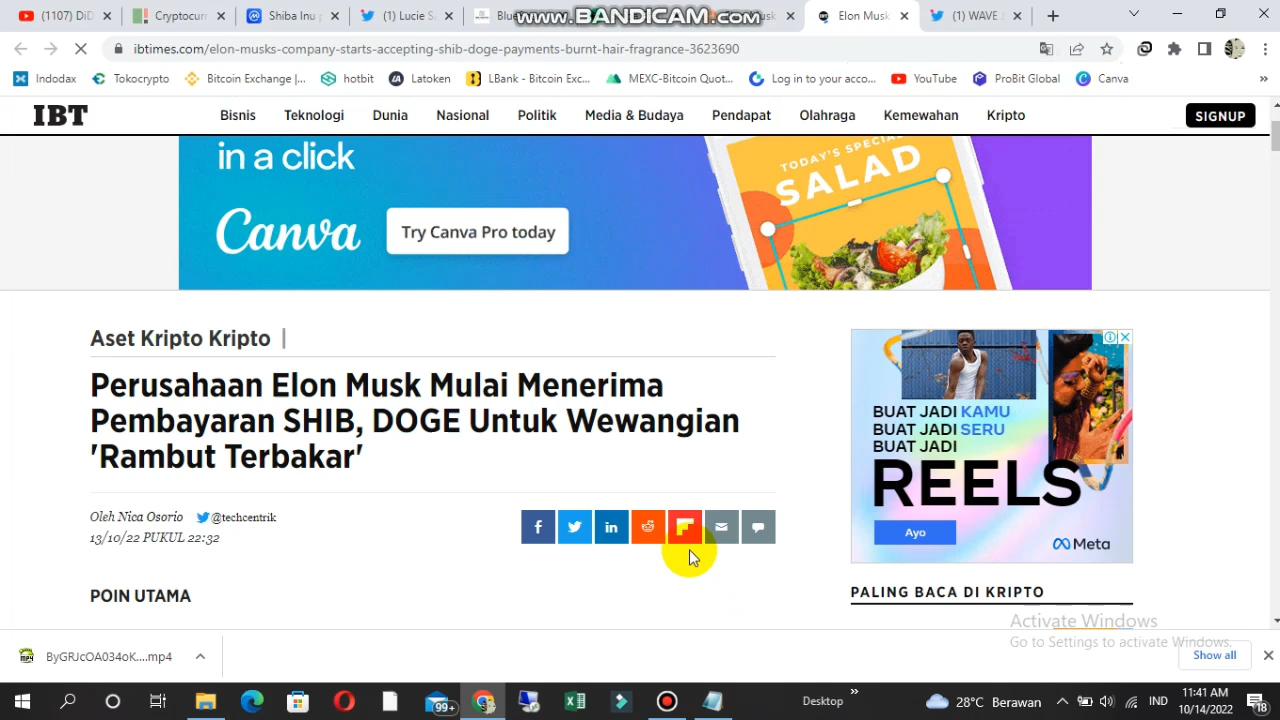 (1107) DiD
Cryptocurr
Shiba Inu p
(1) Lucie S
Blue
www.BANDICAM.com
usk
Elon Musk
(1) WAVE
ibtimes.com/elon-musks-company-starts-accepting-shib-doge-payments-burnt-hair-fragrance-3623690
Indodax
Tokocrypto
Bitcoin Exchange |...
hotbit
Latoken
LBank - Bitcoin Exc...
MEXC-Bitcoin Quot...
Log in to your acco...
YouTube
ProBit Global
Canva
»
IBT
Bisnis
Teknologi
Dunia
Nasional
Politik
Media & Budaya
Pendapat
Olahraga
Kemewahan
Kripto
SIGNUP
in a click
Canva
Try Canva Pro today
TODAY'S SPECIAL
SALAD
Aset Kripto Kripto |
Perusahaan Elon Musk Mulai Menerima
Pembayaran SHIB, DOGE Untuk Wewangian
'Rambut Terbakar'
Oleh Nica Osorio
@techcentrik
13/10/22 PUKUL 22:32
POIN UTAMA
BUAT JADI KAMU
BUAT JADI SERU
BUAT JADI
REELS
Ayo
Meta
PALING BACA DI KRIPTO
Activate Windows
Go to Settings to activate Windows.
ByGRJcOA034oK....mp4
Show all
99+
Desktop
»
28°C Berawan
IND
11:41 AM
10/14/2022
18